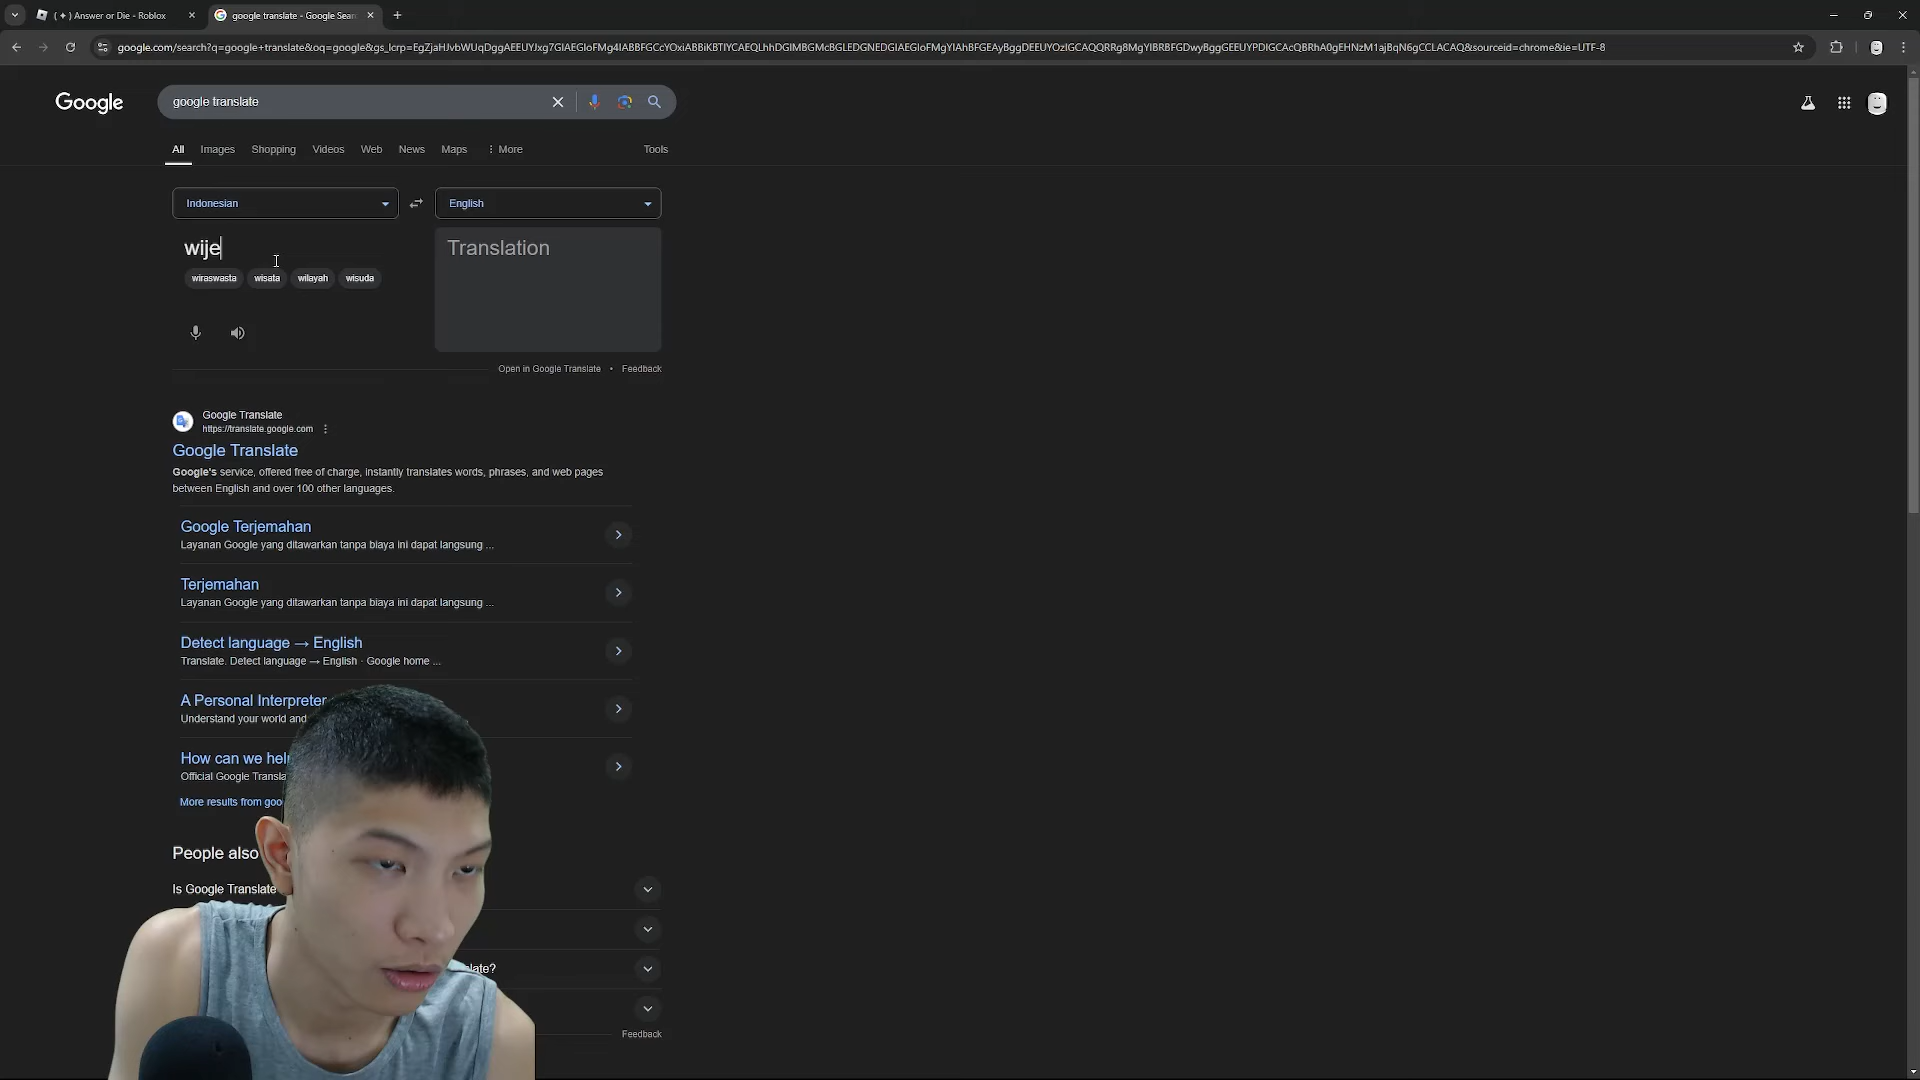 ( ✦ ) Answer or Die - Roblox
google translate - Google Sear
google.com/search?q=google+translate&oq=google&gs_lcrp=
&sourceid=chrome&ie=UTF-8
Google
google translate
All Images Shopping Videos Web News Maps More Tools
Indonesian English
wije Translation
wiraswasta wisata wilayah wisuda
Open in Google Translate • Feedback
Google Translate
https://translate.google.com
Google Translate
Google's service, offered free of charge, instantly translates words, phrases, and web pages
between English and over 100 other languages.
Google Terjemahan
Layanan Google yang ditawarkan tanpa biaya ini dapat langsung ...
Terjemahan
Layanan Google yang ditawarkan tanpa biaya ini dapat langsung ...
Detect language → English
Translate. Detect language → English · Google home ...
A Personal Interpreter
Understand your world and
How can we hel
Official Google Transla
More results from goo
People also
Is Google Translate
slate?
Feedback